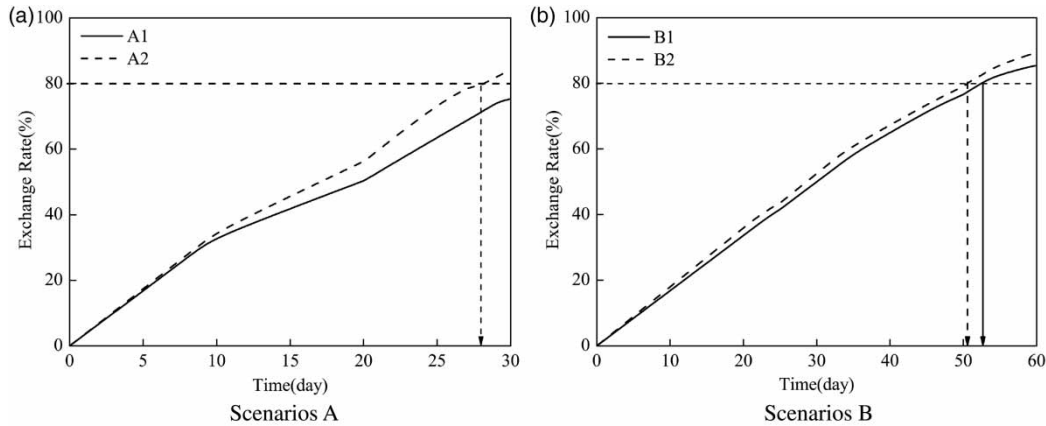 (a)
100
80
60
40
20
0
Exchange Rate(%)
A1
A2
0 5 10 15 20 25 30
Time(day)
Scenarios A
(b)
100
80
60
40
20
0
Exchange Rate(%)
B1
B2
0 10 20 30 40 50 60
Time(day)
Scenarios B